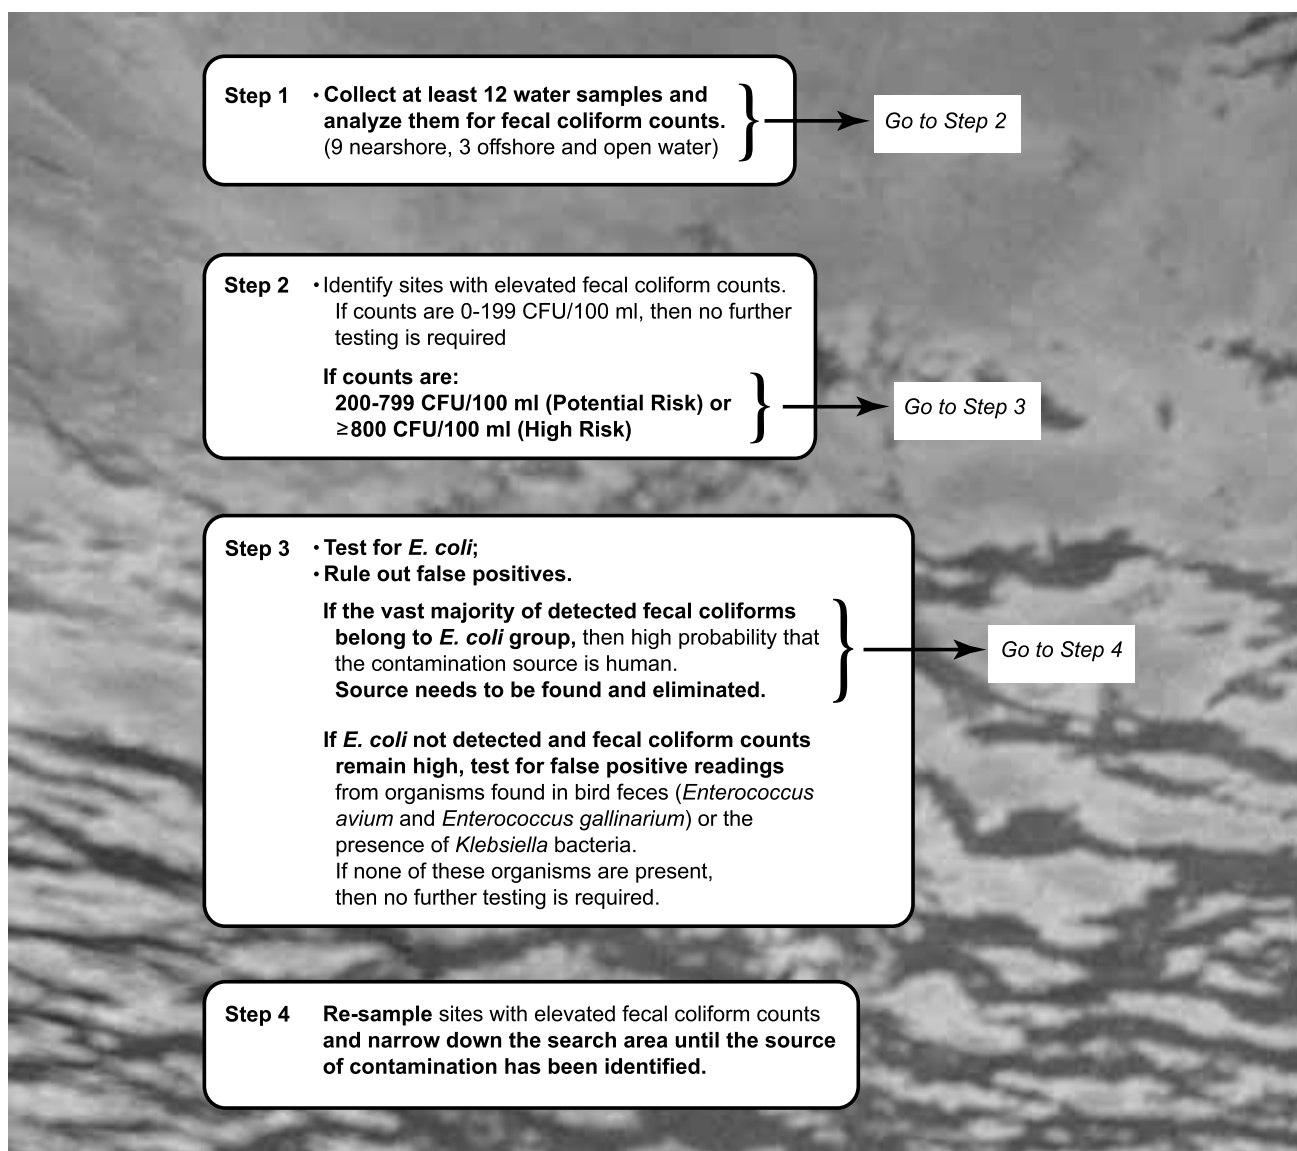 Step 1 • Collect at least 12 water samples and
analyze them for fecal coliform counts.
(9 nearshore, 3 offshore and open water)
Go to Step 2
Step 2 • Identify sites with elevated fecal coliform counts.
If counts are 0-199 CFU/100 ml, then no further
testing is required
If counts are:
200-799 CFU/100 ml (Potential Risk) or
≥800 CFU/100 ml (High Risk)
Go to Step 3
Step 3 • Test for E. coli;
• Rule out false positives.
If the vast majority of detected fecal coliforms
belong to E. coli group, then high probability that
the contamination source is human.
Source needs to be found and eliminated.
Go to Step 4
If E. coli not detected and fecal coliform counts
remain high, test for false positive readings
from organisms found in bird feces (Enterococcus
avium and Enterococcus gallinarium) or the
presence of Klebsiella bacteria.
If none of these organisms are present,
then no further testing is required.
Step 4 Re-sample sites with elevated fecal coliform counts
and narrow down the search area until the source
of contamination has been identified.